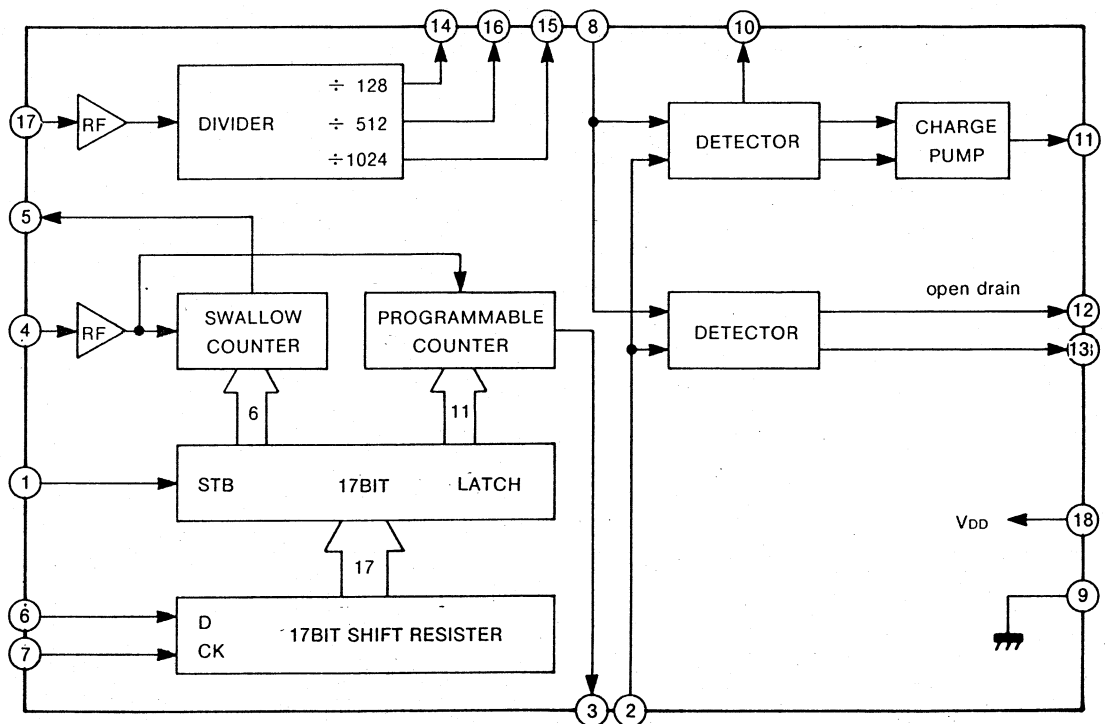 14 16 15 8 10
17 RF DIVIDER ÷ 128
÷ 512
÷1024
DETECTOR
CHARGE
PUMP
11
5
4 RF SWALLOW
COUNTER
PROGRAMMABLE
COUNTER
DETECTOR
open drain
12
13
6 11
1 STB 17BIT LATCH
VDD 18
17
9
6 D
7 CK
17BIT SHIFT RESISTER
3 2